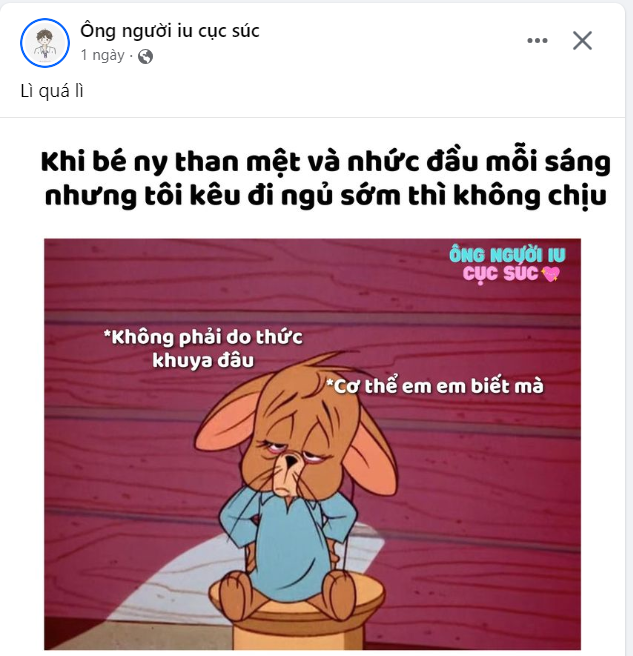 Ông người iu cục súc
1 ngày ·
Lì quá lì
Khi bé ny than mệt và nhức đầu mỗi sáng
nhưng tôi kêu đi ngủ sớm thì không chịu
ÔNG NGƯỜI IU
CỤC SÚC
*Không phải do thức
khuya đâu
*Cơ thể em em biết mà